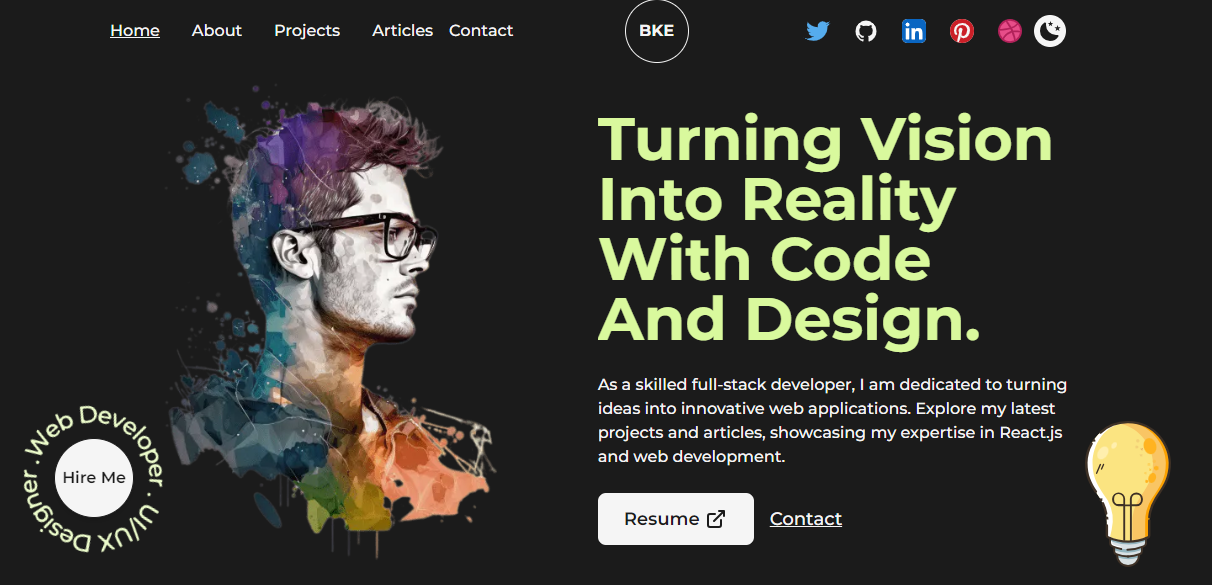 Home About Projects Articles Contact BKE in
Turning Vision
Into Reality
With Code
And Design.
As a skilled full-stack developer, I am dedicated to turning
ideas into innovative web applications. Explore my latest
projects and articles, showcasing my expertise in React.js
and web development.
Web Developer · UI/UX Designer ·
Hire Me
Resume Contact